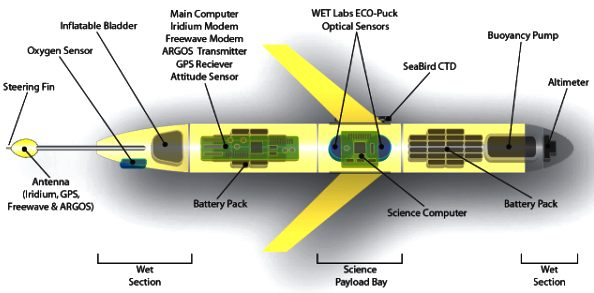 Main Computer
Iridium Modem
Freewave Modem
ARGOS Transmitter
GPS Reciever
Attitude Sensor
WET Labs ECO-Puck
Optical Sensors
Inflatable Bladder
Buoyancy Pump
Oxygen Sensor
SeaBird CTD
Steering Fin
Altimeter
Antenna
(Iridium, GPS,
Freewave & ARGOS)
Battery Pack
Science Computer
Battery Pack
Wet
Section
Science
Payload Bay
Wet
Section